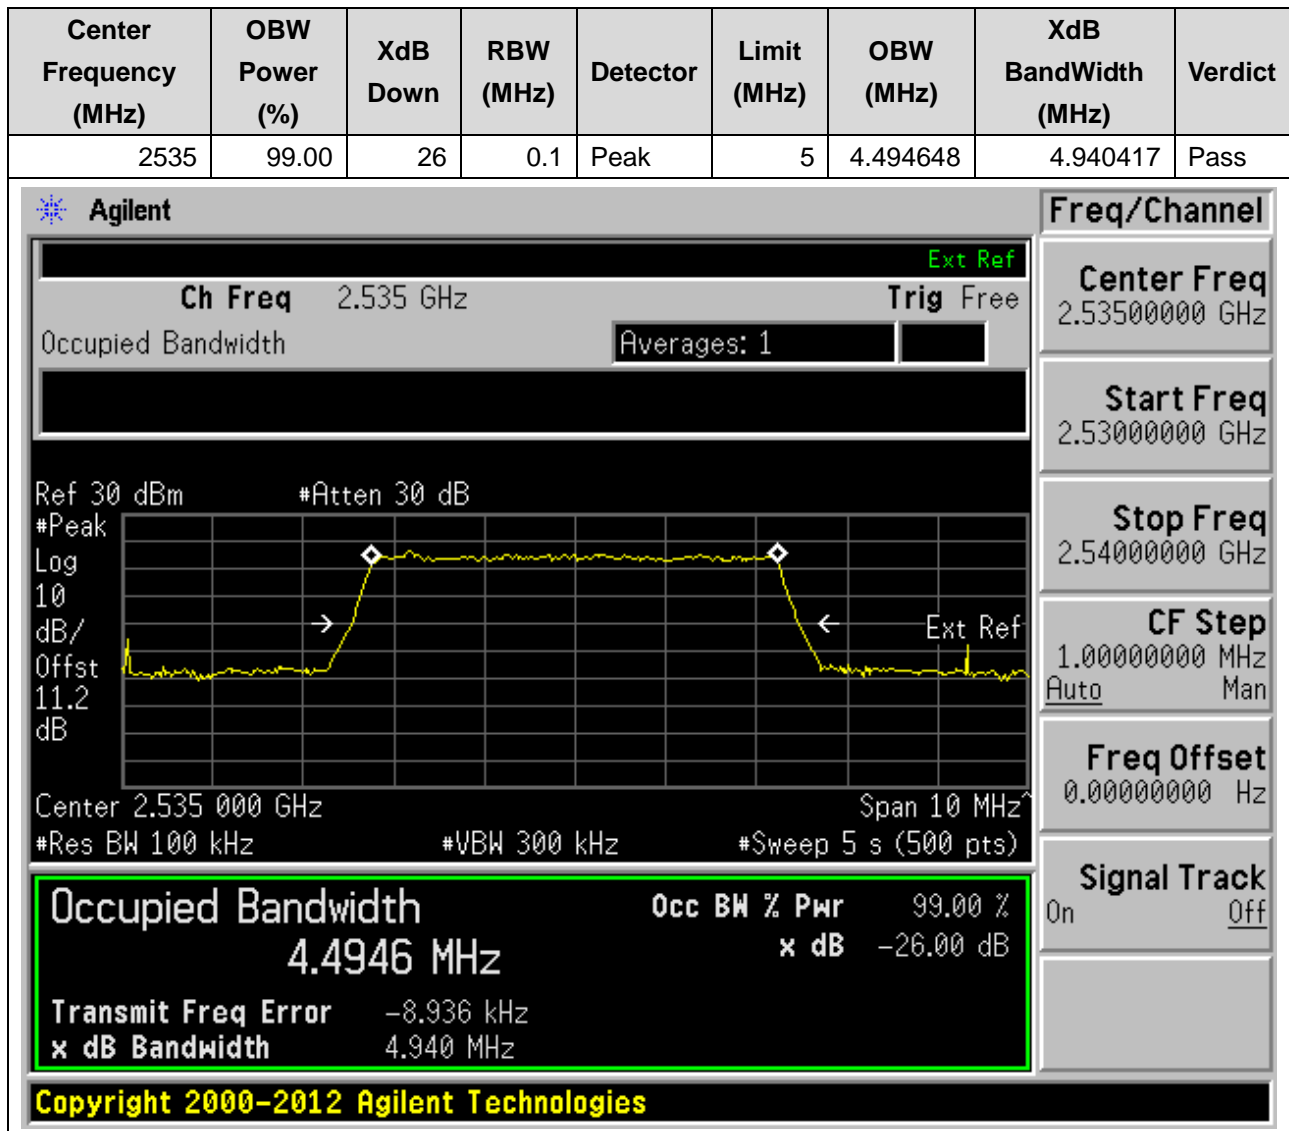 Center Frequency (MHz) | OBW Power (%) | XdB Down | RBW (MHz) | Detector | Limit (MHz) | OBW (MHz) | XdB BandWidth (MHz) | Verdict
2535 | 99.00 | 26 | 0.1 | Peak | 5 | 4.494648 | 4.940417 | Pass
Agilent
Ext Ref
Ch Freq 2.535 GHz Trig Free
Occupied Bandwidth Averages: 1
Ref 30 dBm #Atten 30 dB
#Peak
Log
10
dB/
Offst
11.2
dB
Ext Ref
Center 2.535 000 GHz Span 10 MHz^
#Res BW 100 kHz #VBW 300 kHz #Sweep 5 s (500 pts)
Occupied Bandwidth Occ BW % Pwr 99.00 %
4.4946 MHz x dB -26.00 dB
Transmit Freq Error -8.936 kHz
x dB Bandwidth 4.940 MHz
Copyright 2000-2012 Agilent Technologies
Freq/Channel
Center Freq
2.53500000 GHz
Start Freq
2.53000000 GHz
Stop Freq
2.54000000 GHz
CF Step
1.00000000 MHz
Auto Man
Freq Offset
0.00000000 Hz
Signal Track
On Off